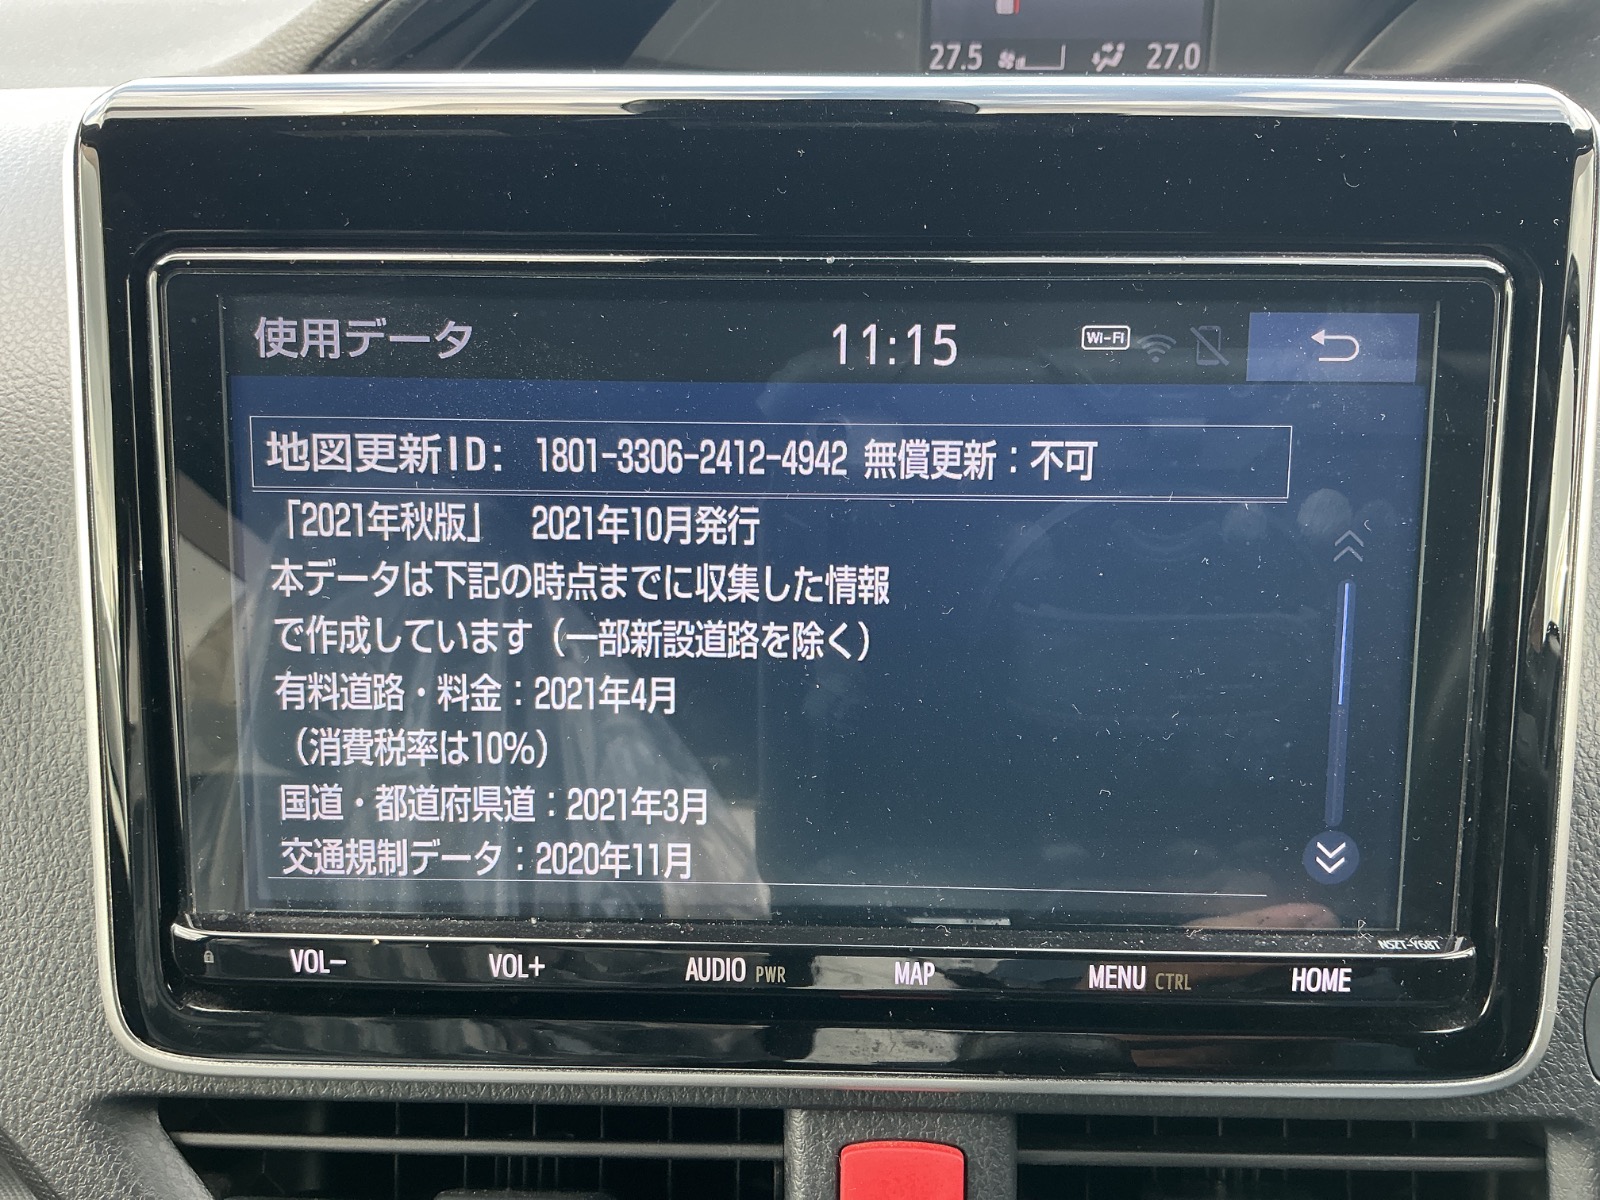 27.5 27.0
使用データ 11:15 Wi-Fi
地図更新ID: 1801-3306-2412-4942 無償更新：不可
「2021年秋版」 2021年10月発行
本データは下記の時点までに収集した情報
で作成しています（一部新設道路を除く）
有料道路・料金：2021年4月
（消費税率は10%）
国道・都道府県道：2021年3月
交通規制データ：2020年11月
NSZT-Y68T
VOL− VOL+ AUDIO PWR MAP MENU CTRL HOME